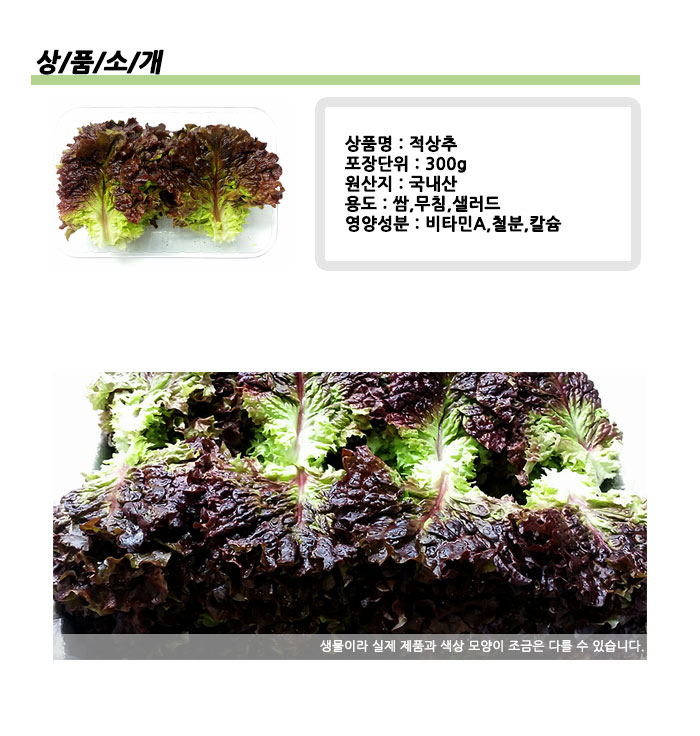 상/품/소/개
상품명 : 적상추
포장단위 : 300g
원산지 : 국내산
용도 : 쌈,무침,샐러드
영양성분 : 비타민A,철분,칼슘
생물이라 실제 제품과 색상 모양이 조금은 다를 수 있습니다.